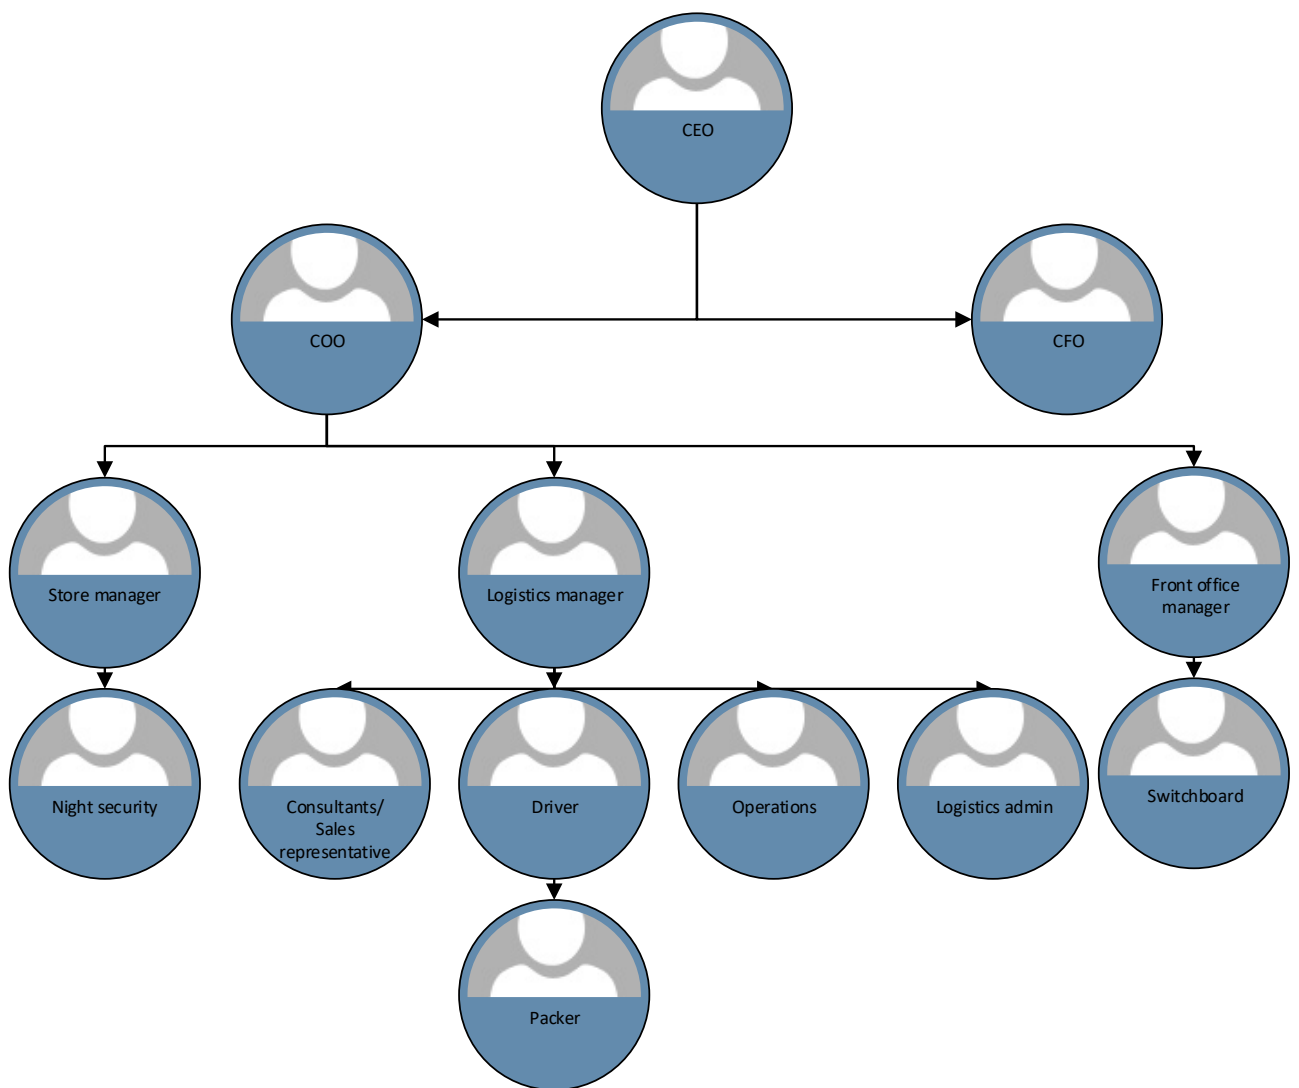 CEO
COO
CFO
Store manager
Logistics manager
Front office
manager
Night security
Consultants/
Sales
representative
Driver
Operations
Logistics admin
Switchboard
Packer